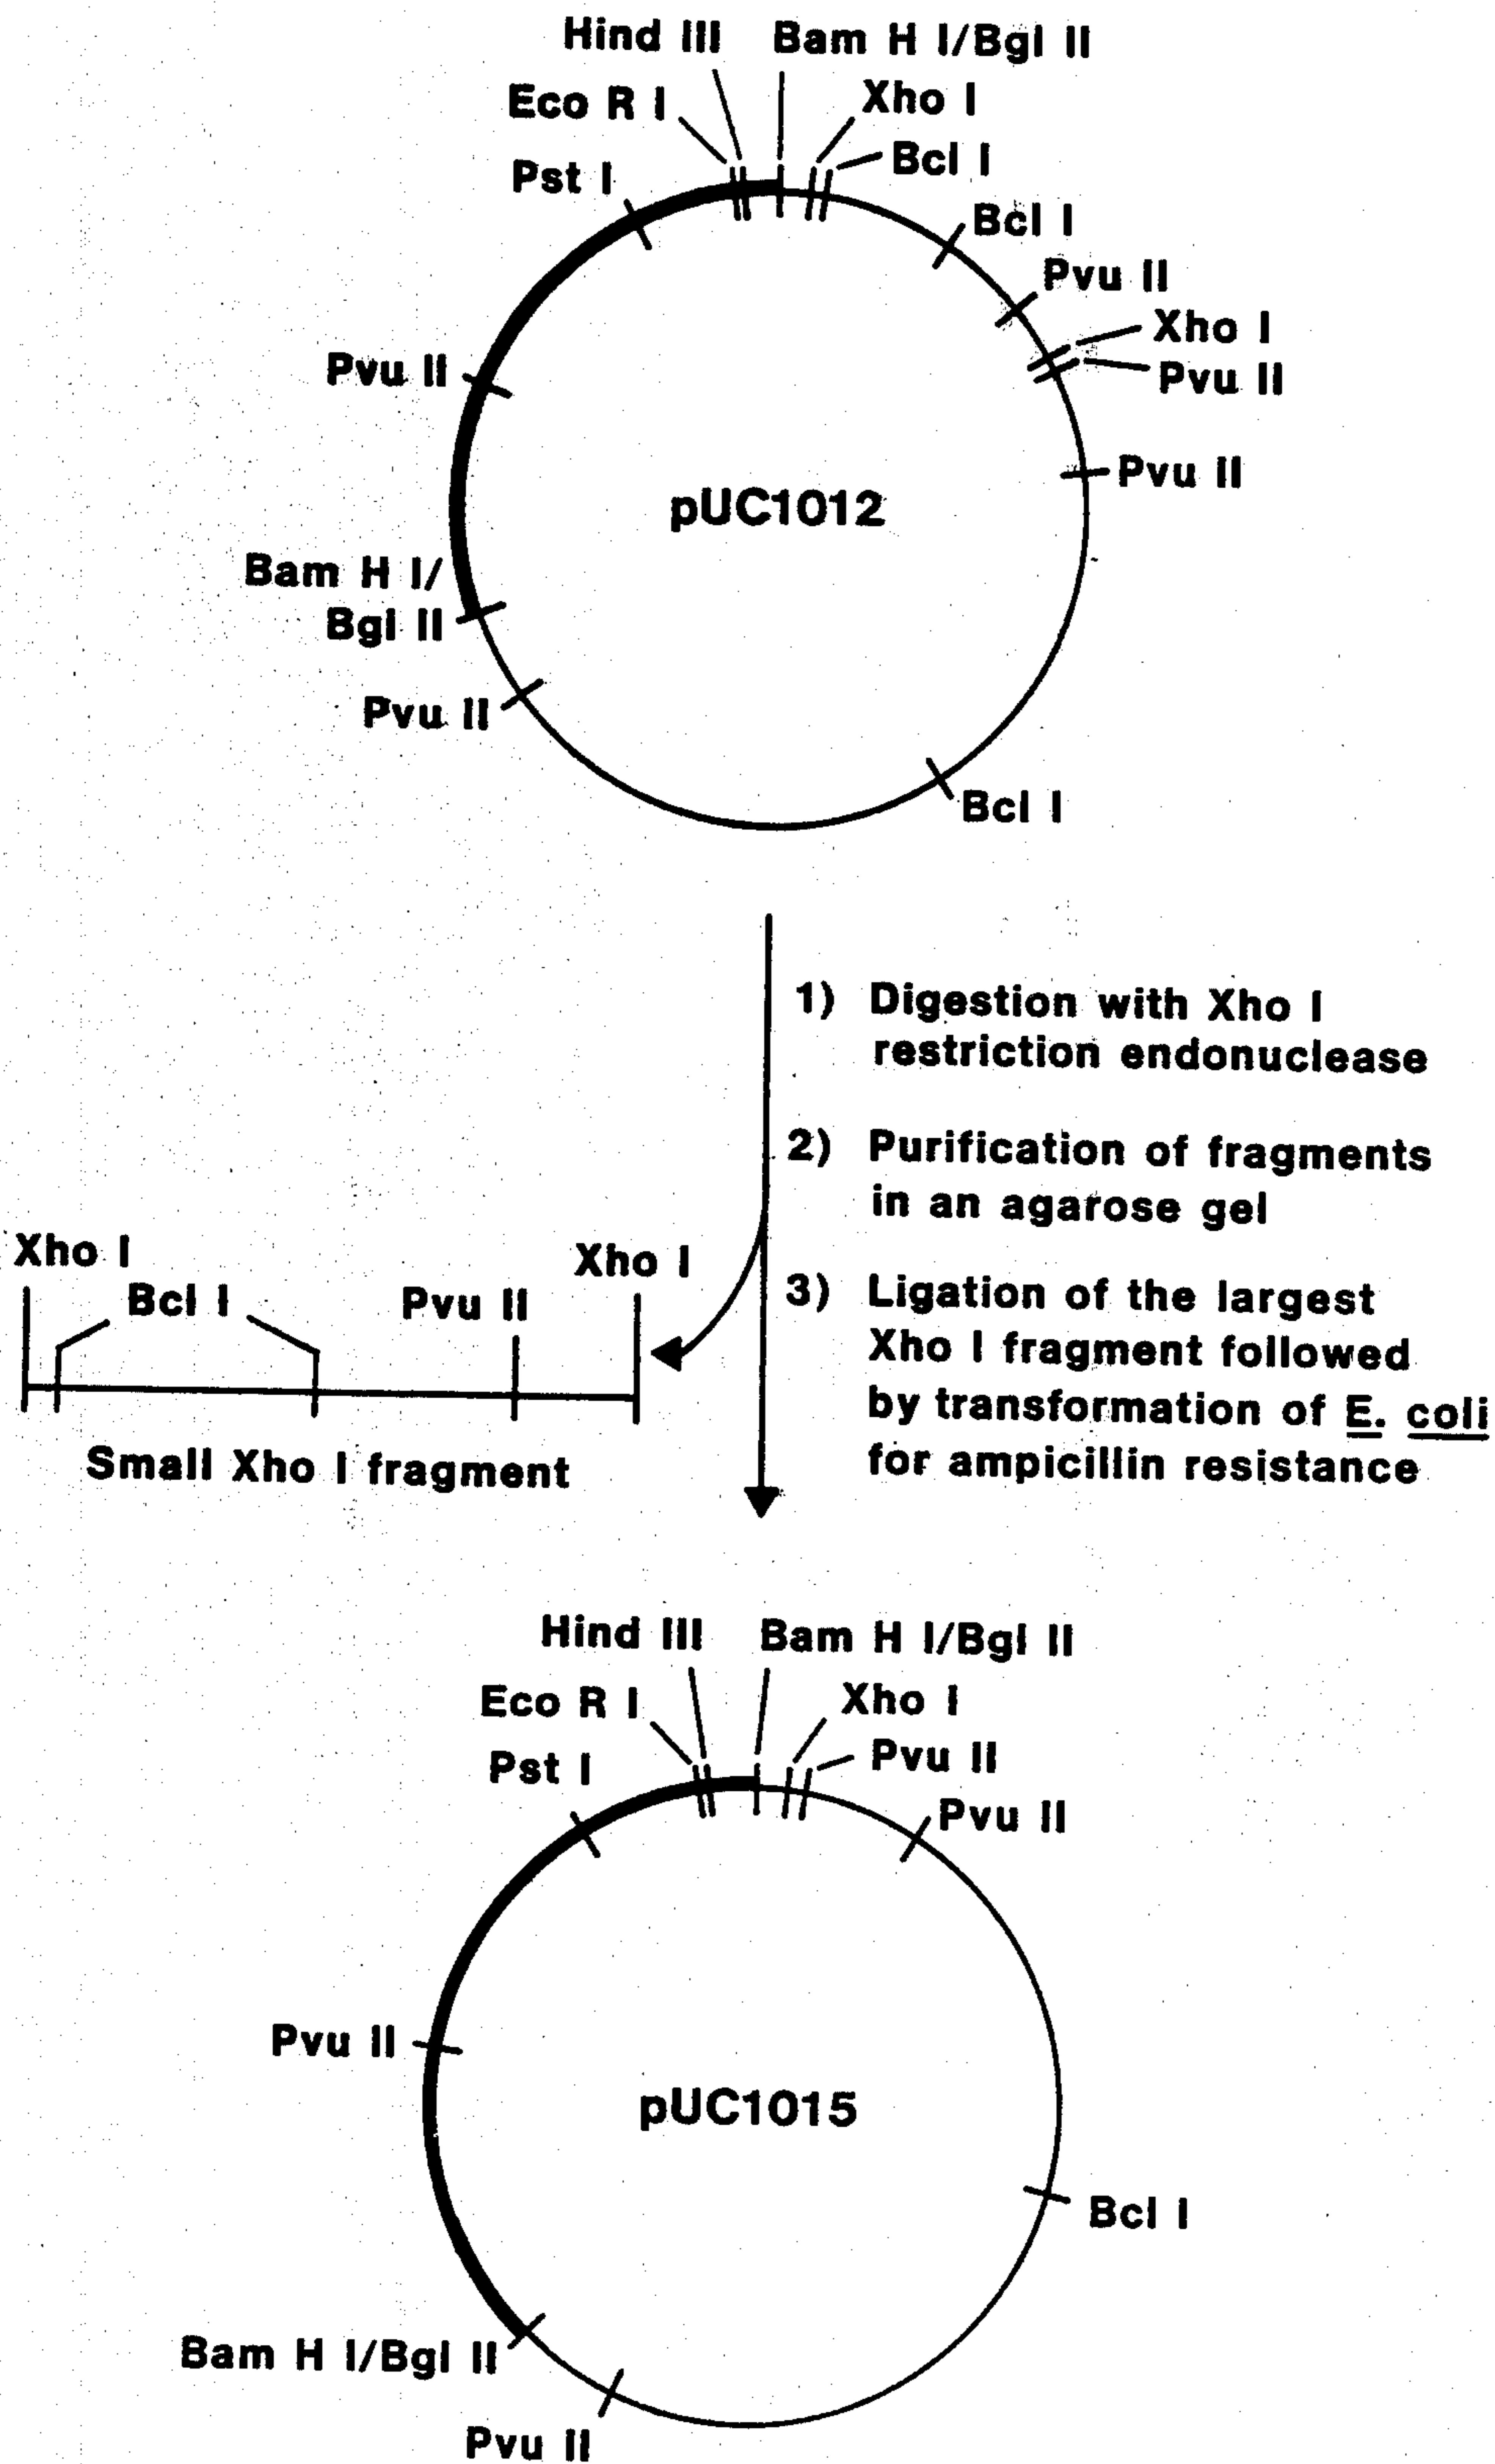 Hind III Bam H I/Bgl II
Eco R I Xho I
Pst I Bcl I
Bcl I
Pvu II
Xho I
Pvu II
Pvu II
Pvu II
pUC1012
Bam H I/
Bgl II
Pvu II
Bcl I
1) Digestion with Xho I
restriction endonuclease
2) Purification of fragments
in an agarose gel
3) Ligation of the largest
Xho I fragment followed
by transformation of E. coli
for ampicillin resistance
Xho I Xho I
Bcl I Pvu II
Small Xho I fragment
Hind III Bam H I/Bgl II
Eco R I Xho I
Pst I Pvu II
Pvu II
Pvu II
pUC1015
Bcl I
Bam H I/Bgl II
Pvu II